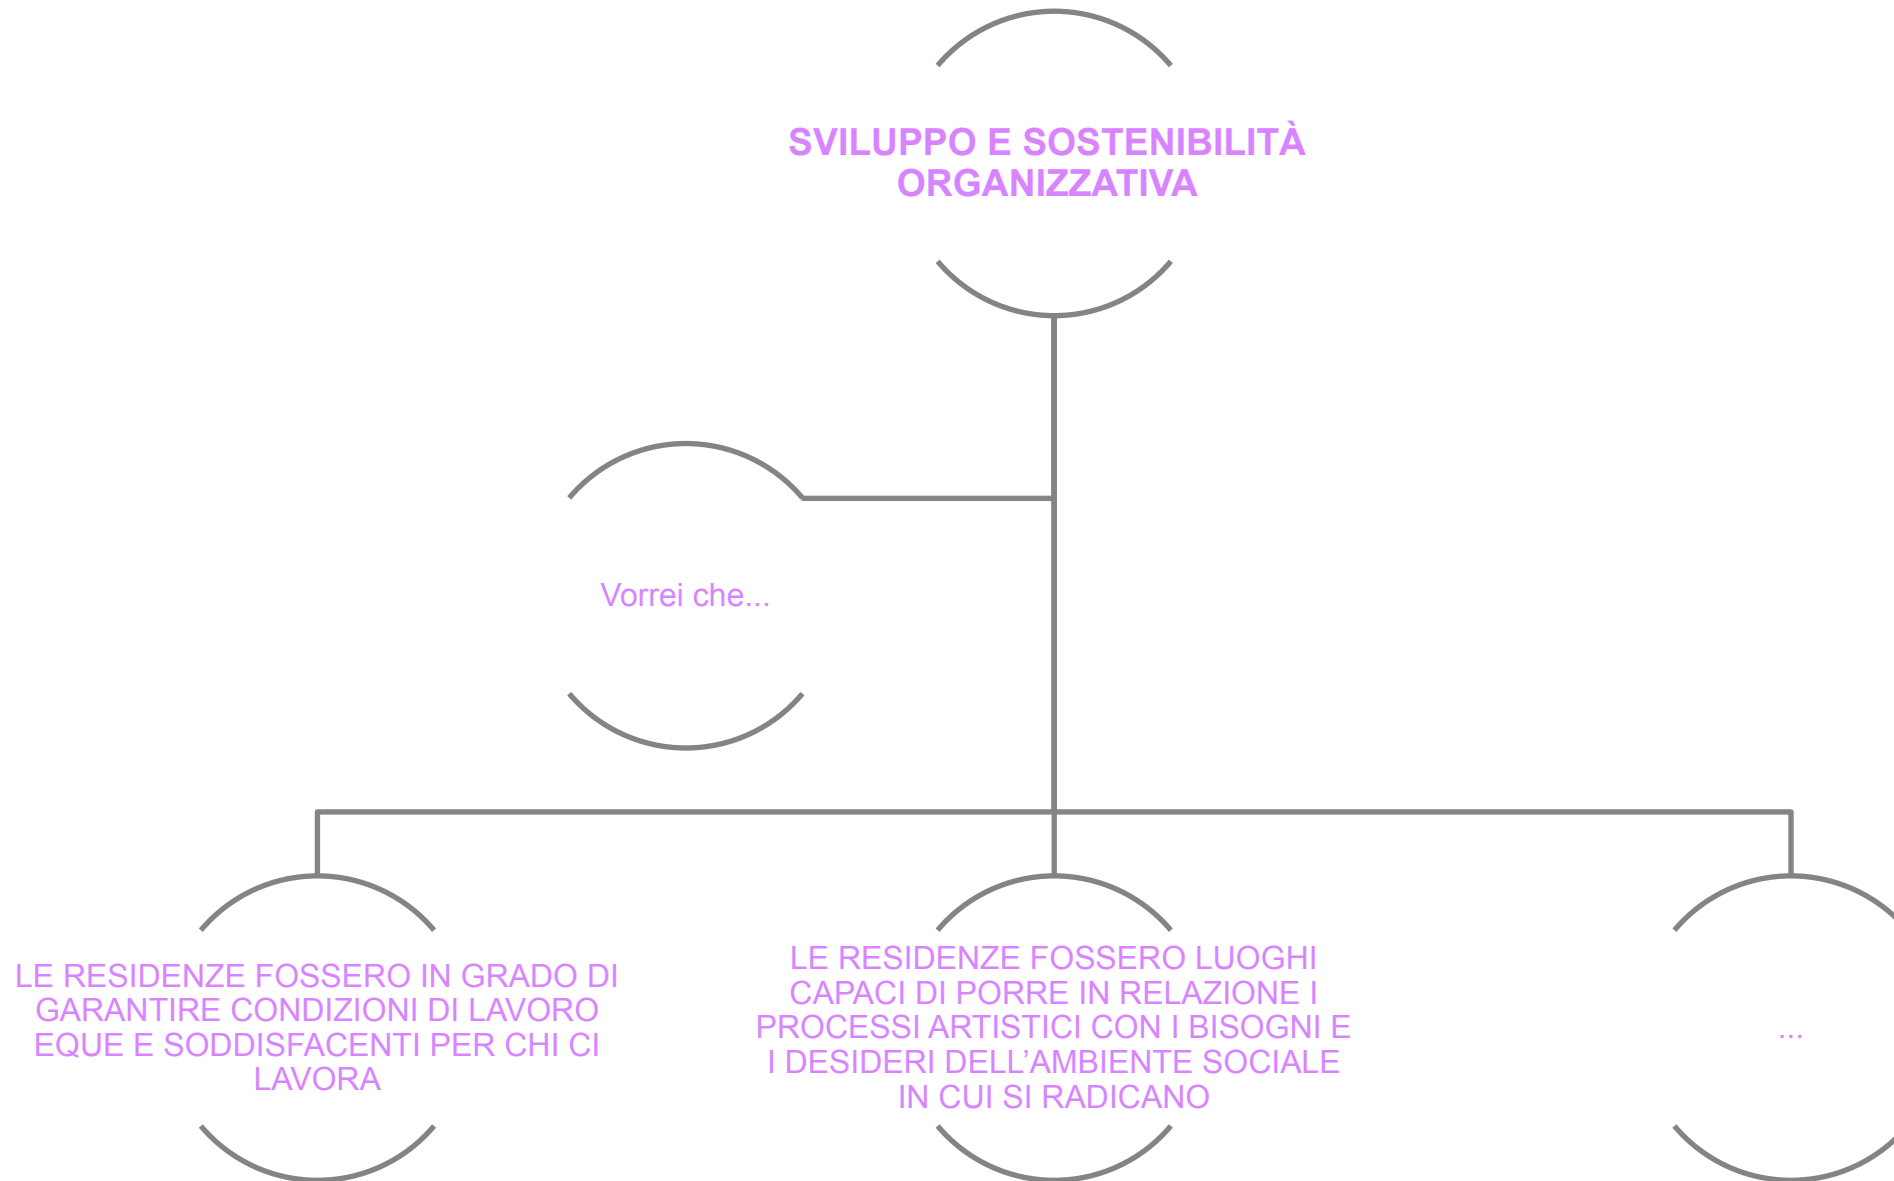 SVILUPPO E SOSTENIBILITÀ
ORGANIZZATIVA
Vorrei che...
LE RESIDENZE FOSSERO IN GRADO DI
GARANTIRE CONDIZIONI DI LAVORO
EQUE E SODDISFACENTI PER CHI CI
LAVORA
LE RESIDENZE FOSSERO LUOGHI
CAPACI DI PORRE IN RELAZIONE I
PROCESSI ARTISTICI CON I BISOGNI E
I DESIDERI DELL’AMBIENTE SOCIALE
IN CUI SI RADICANO
...